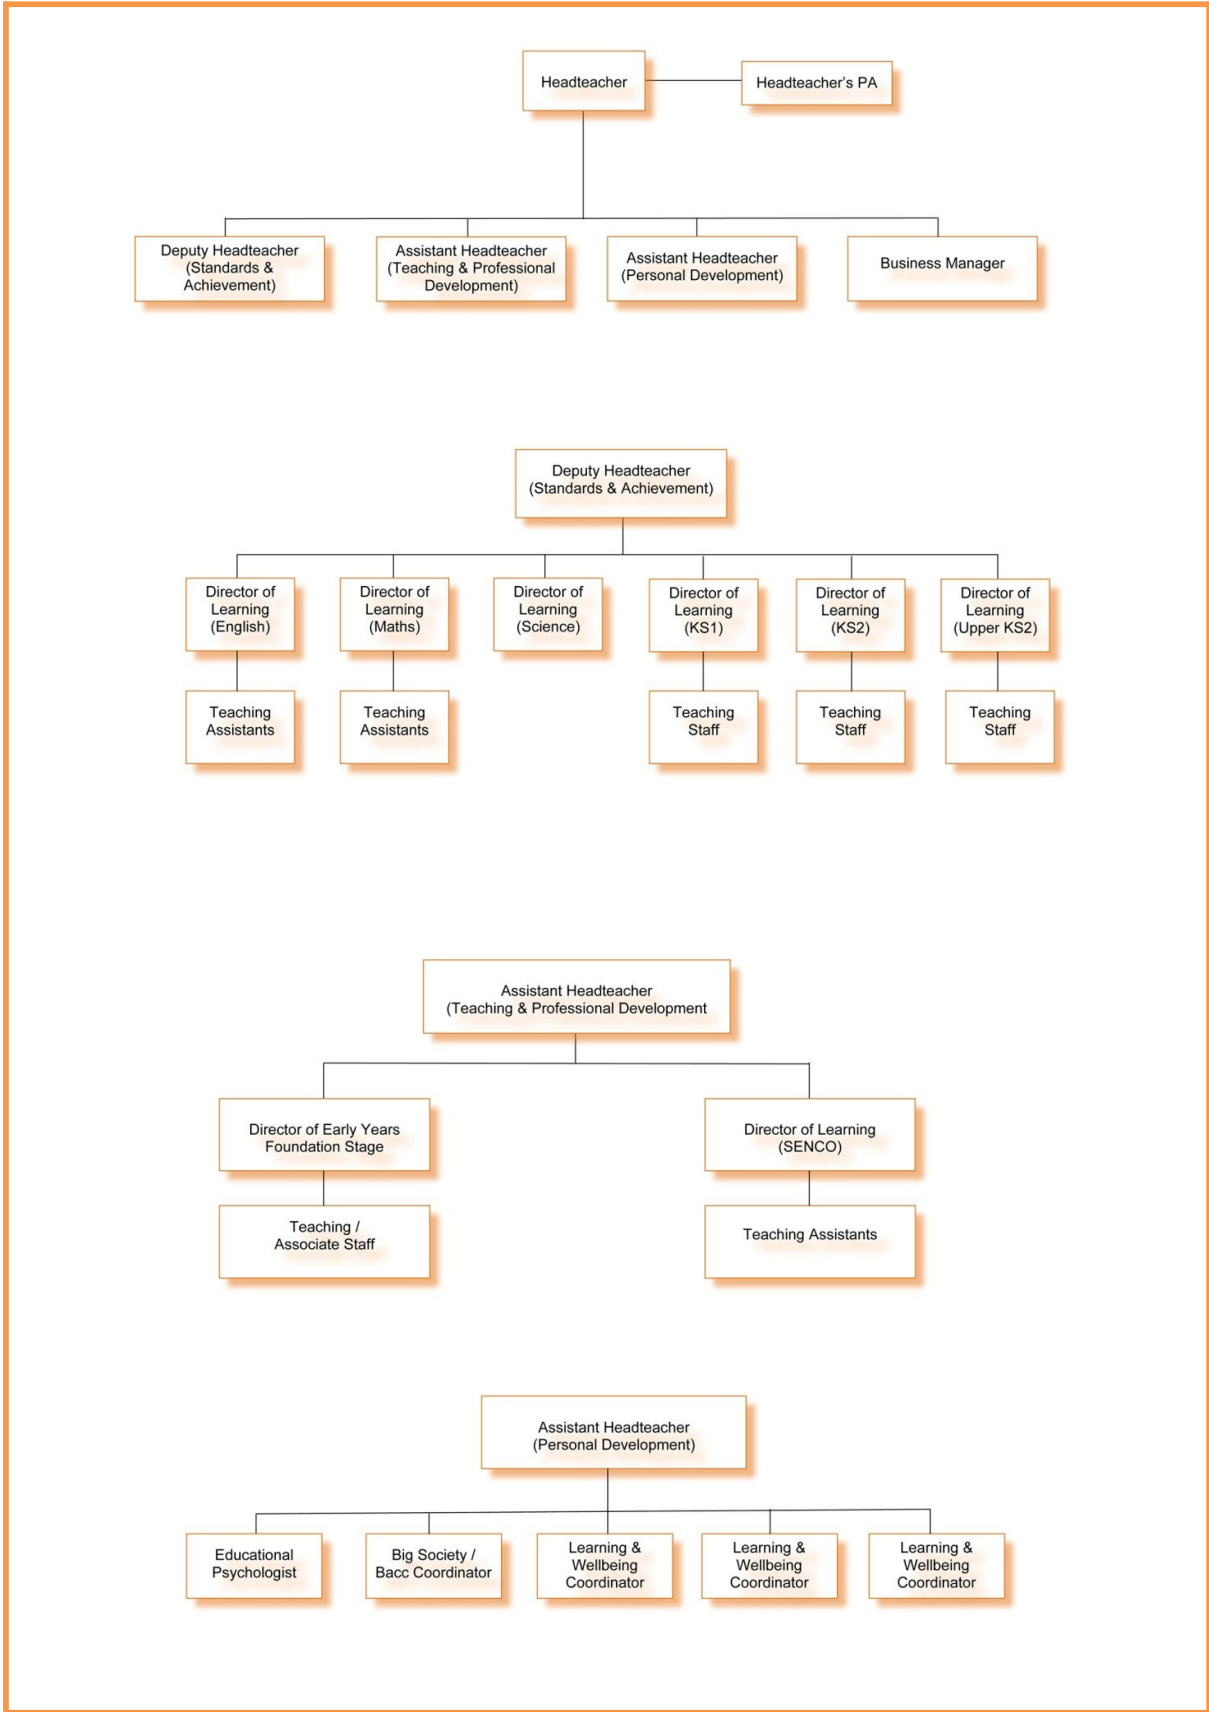 Headteacher
Headteacher's PA
Deputy Headteacher
(Standards &
Achievement)
Assistant Headteacher
(Teaching & Professional
Development)
Assistant Headteacher
(Personal Development)
Business Manager
Deputy Headteacher
(Standards & Achievement)
Director of
Learning
(English)
Director of
Learning
(Maths)
Director of
Learning
(Science)
Director of
Learning
(KS1)
Director of
Learning
(KS2)
Director of
Learning
(Upper KS2)
Teaching
Assistants
Teaching
Assistants
Teaching
Staff
Teaching
Staff
Teaching
Staff
Assistant Headteacher
(Teaching & Professional Development
Director of Early Years
Foundation Stage
Director of Learning
(SENCO)
Teaching /
Associate Staff
Teaching Assistants
Assistant Headteacher
(Personal Development)
Educational
Psychologist
Big Society /
Bacc Coordinator
Learning &
Wellbeing
Coordinator
Learning &
Wellbeing
Coordinator
Learning &
Wellbeing
Coordinator